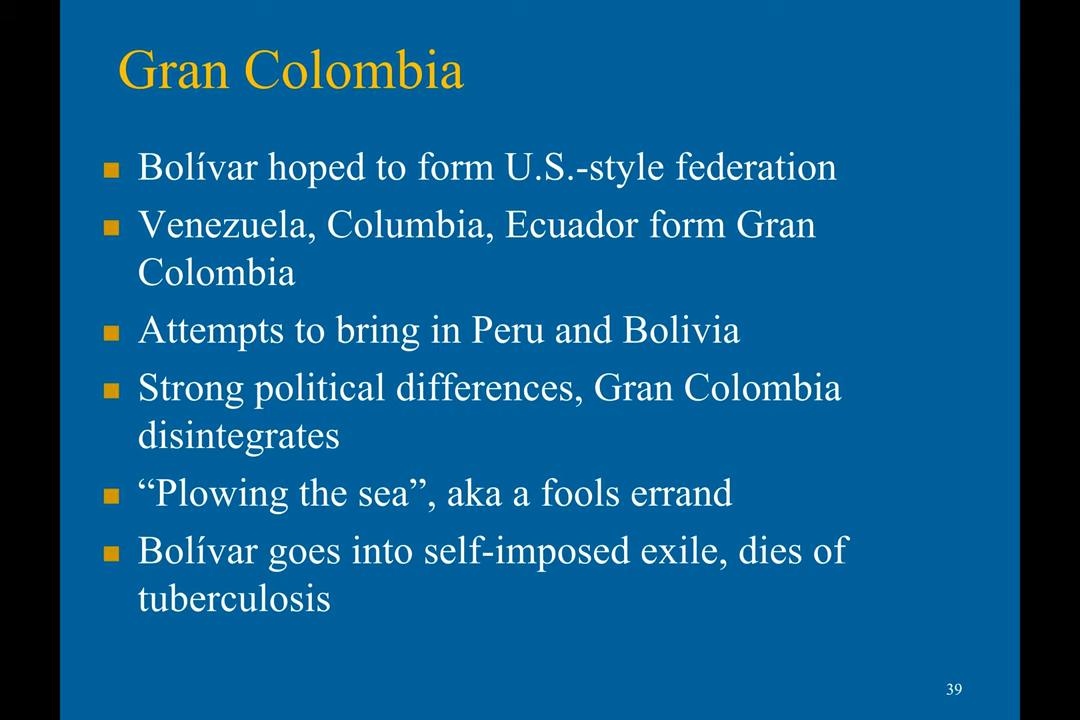 Gran Colombia
■ Bolívar hoped to form U.S.-style federation
■ Venezuela, Columbia, Ecuador form Gran
Colombia
■ Attempts to bring in Peru and Bolivia
■ Strong political differences, Gran Colombia
disintegrates
■ “Plowing the sea”, aka a fools errand
■ Bolívar goes into self-imposed exile, dies of
tuberculosis
39